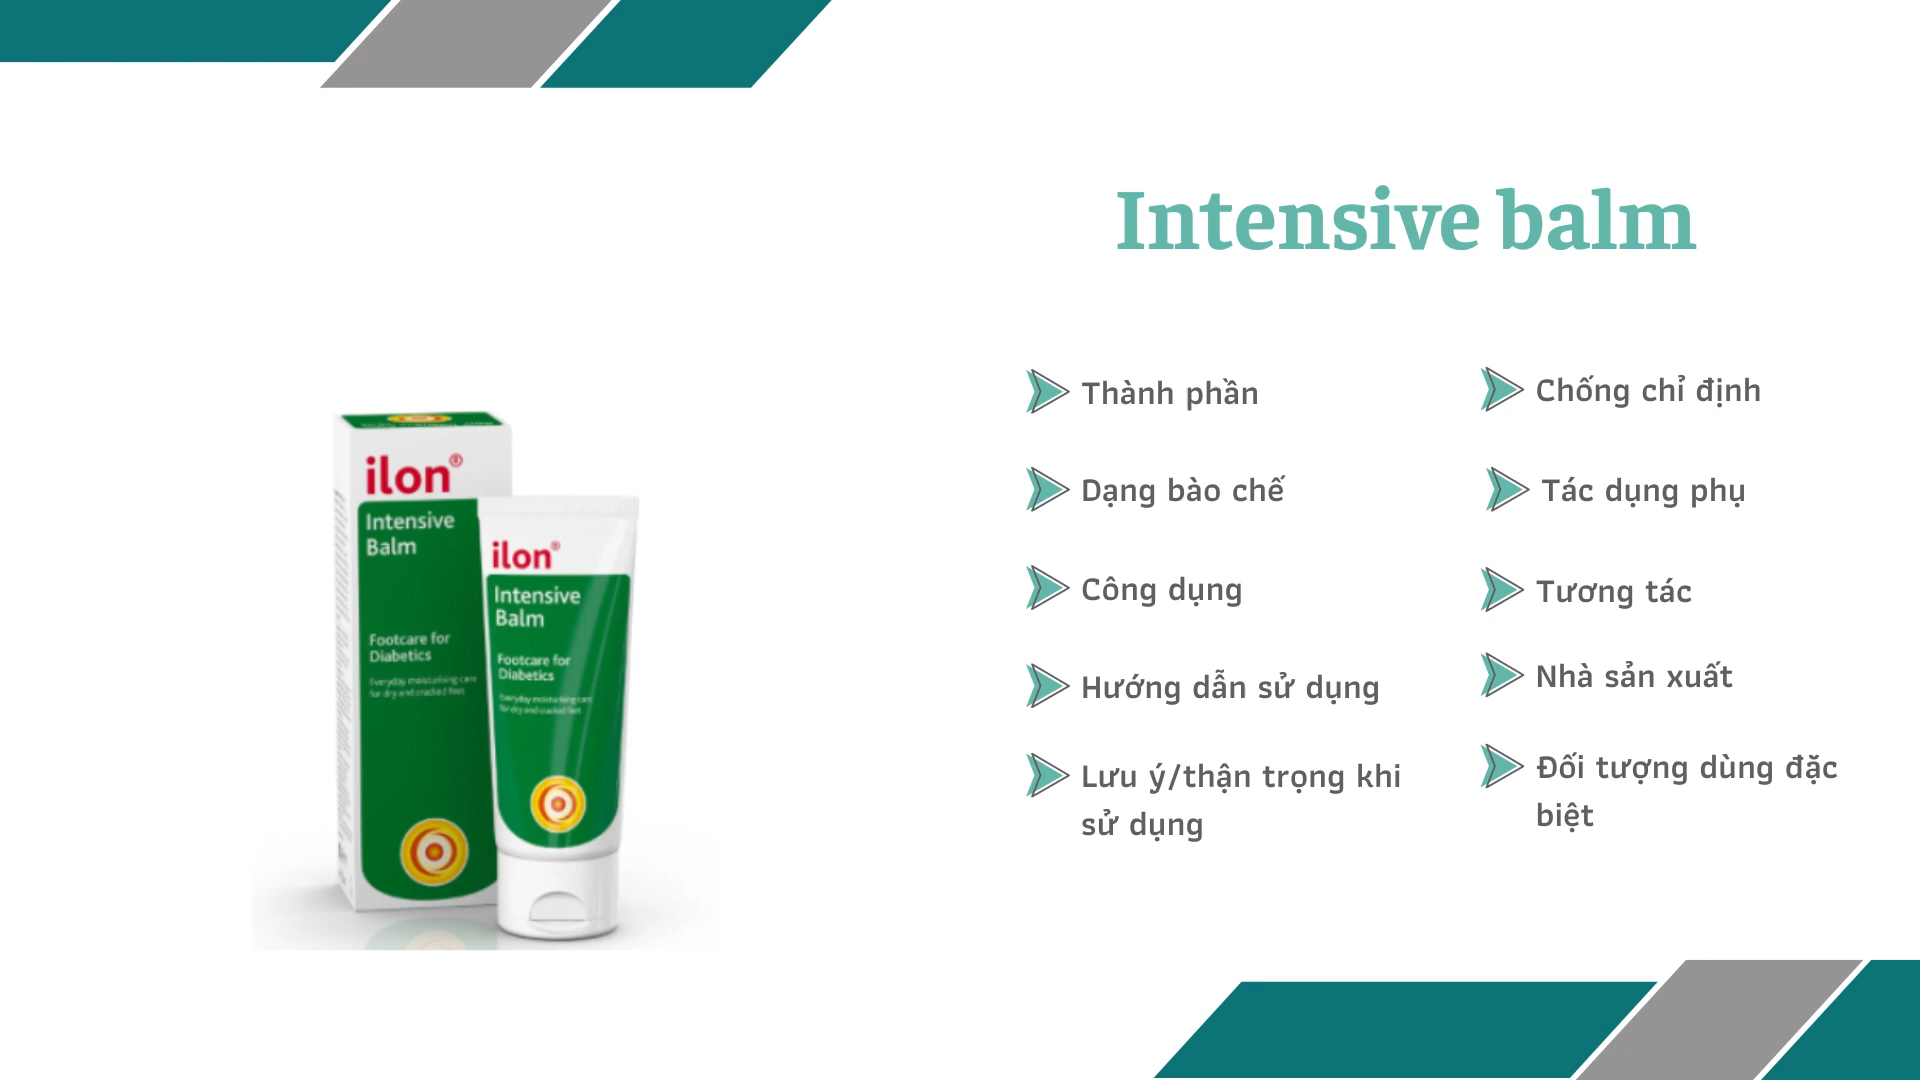 Intensive balm
Thành phần
Dạng bào chế
Công dụng
Hướng dẫn sử dụng
Lưu ý/thận trọng khi
sử dụng
Chống chỉ định
Tác dụng phụ
Tương tác
Nhà sản xuất
Đối tượng dùng đặc
biệt
ilon®
Intensive
Balm
Footcare for
Diabetics
Everyday moisturising care
for dry and cracked feet
ilon®
Intensive
Balm
Footcare for
Diabetics
Everyday moisturising care
for dry and cracked feet